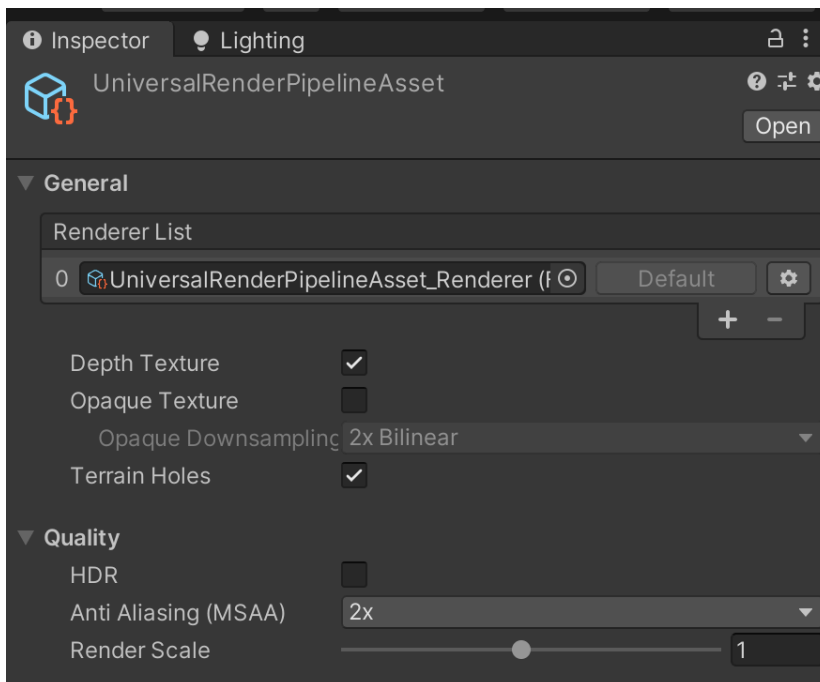 Inspector Lighting
UniversalRenderPipelineAsset
Open
General
Renderer List
0 UniversalRenderPipelineAsset_Renderer ( Default
Depth Texture
Opaque Texture
Opaque Downsampling 2x Bilinear
Terrain Holes
Quality
HDR
Anti Aliasing (MSAA) 2x
Render Scale 1